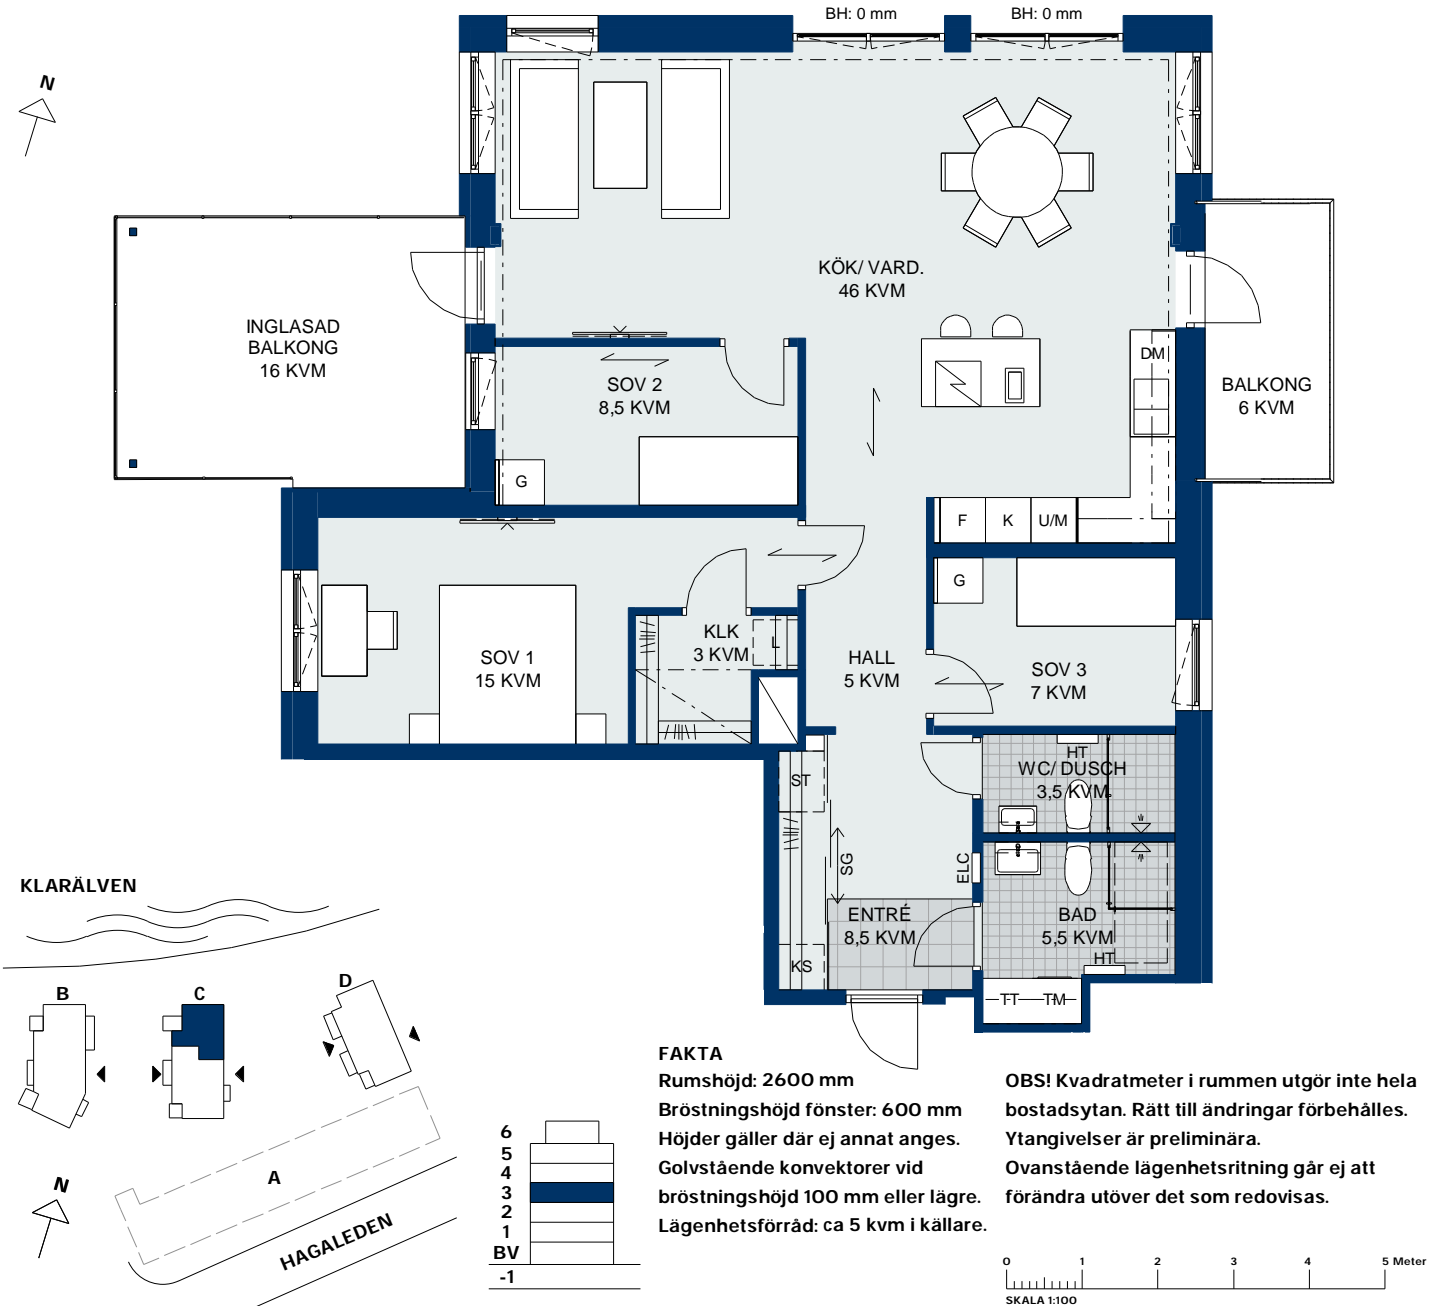 BH: 0 mm
BH: 0 mm
N
KÖK/ VARD.
46 KVM
INGLASAD
BALKONG
16 KVM
SOV 2
8,5 KVM
DM
BALKONG
6 KVM
G
F
K
U/M
G
KLK
3 KVM
L
SOV 1
15 KVM
HALL
5 KVM
SOV 3
7 KVM
HT
WC/ DUSCH
3,5 KVM
ST
SG
ELC
ENTRÉ
8,5 KVM
BAD
5,5 KVM
HT
KS
TT
TM
KLARÄLVEN
B
C
D
A
N
HAGALEDEN
6
5
4
3
2
1
BV
-1
FAKTA
Rumshöjd: 2600 mm
Bröstningshöjd fönster: 600 mm
Höjder gäller där ej annat anges.
Golvstående konvektorer vid
bröstningshöjd 100 mm eller lägre.
Lägenhetsförråd: ca 5 kvm i källare.
OBS! Kvadratmeter i rummen utgör inte hela
bostadsytan. Rätt till ändringar förbehålles.
Ytangivelser är preliminära.
Ovanstående lägenhetsritning går ej att
förändra utöver det som redovisas.
0 1 2 3 4 5 Meter
SKALA 1:100